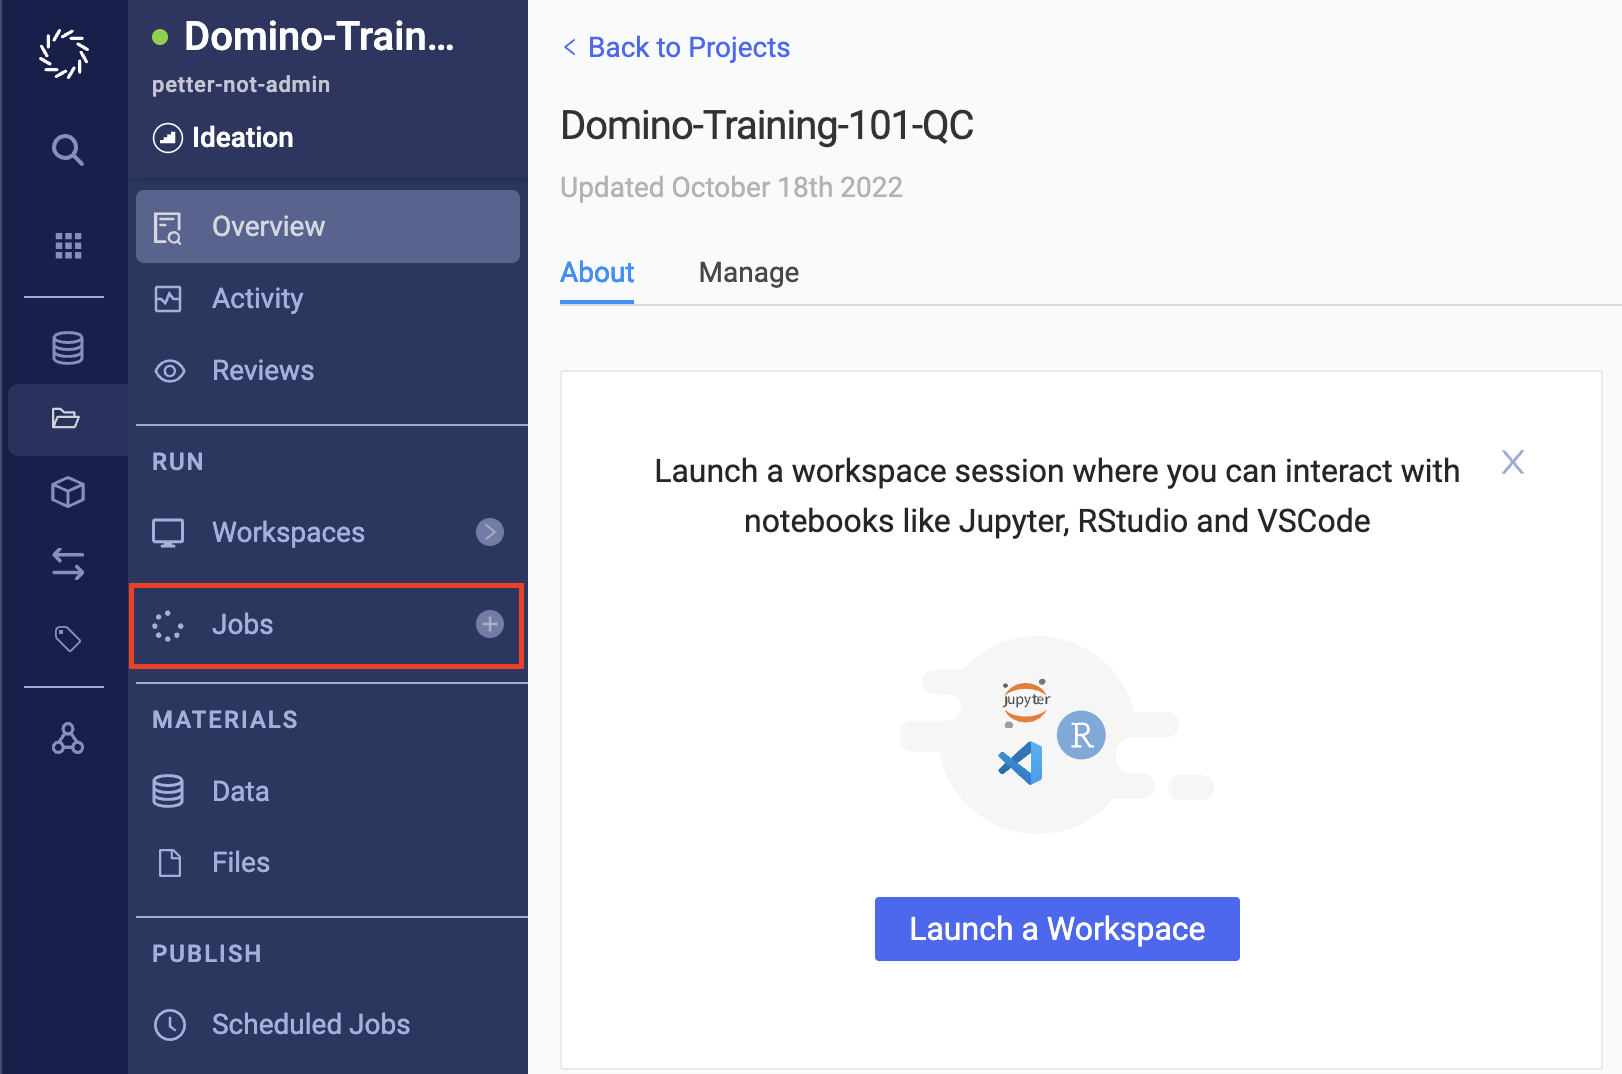 Domino-Train...
petter-not-admin
Ideation
Overview
Activity
Reviews
RUN
Workspaces
Jobs
MATERIALS
Data
Files
PUBLISH
Scheduled Jobs
< Back to Projects
Domino-Training-101-QC
Updated October 18th 2022
About
Manage
Launch a workspace session where you can interact with
notebooks like Jupyter, RStudio and VSCode
jupyter
R
Launch a Workspace